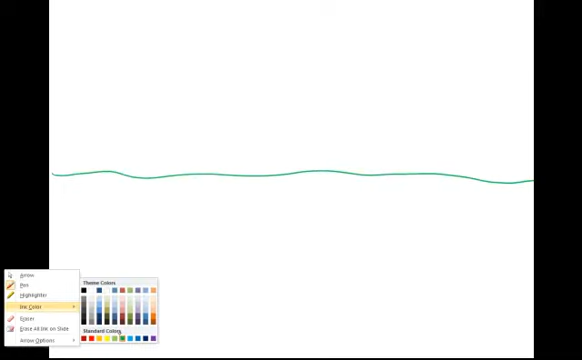 Arrow
Pen
Highlighter
Ink Color
Eraser
Erase All Ink on Slide
Arrow Options
Theme Colors
Standard Colors